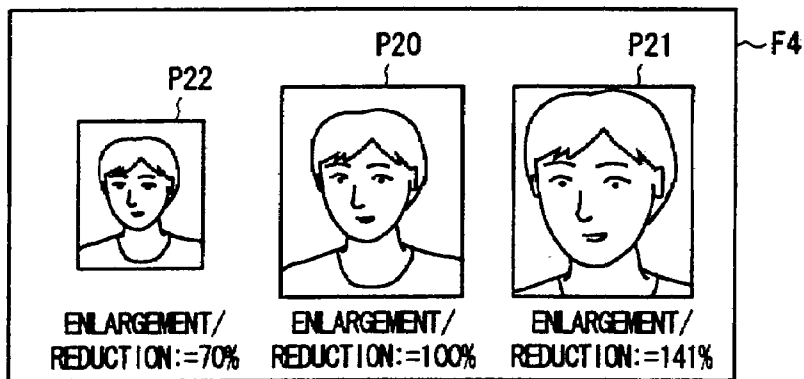 F4
P22
P20
P21
ENLARGEMENT/
REDUCTION:=70%
ENLARGEMENT/
REDUCTION:=100%
ENLARGEMENT/
REDUCTION:=141%